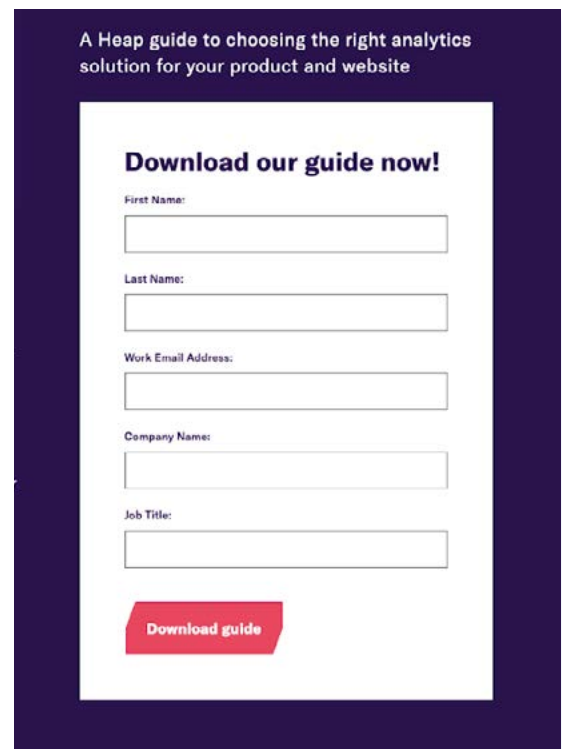 A Heap guide to choosing the right analytics
solution for your product and website
Download our guide now!
First Name:
Last Name:
Work Email Address:
Company Name:
Job Title:
Download guide